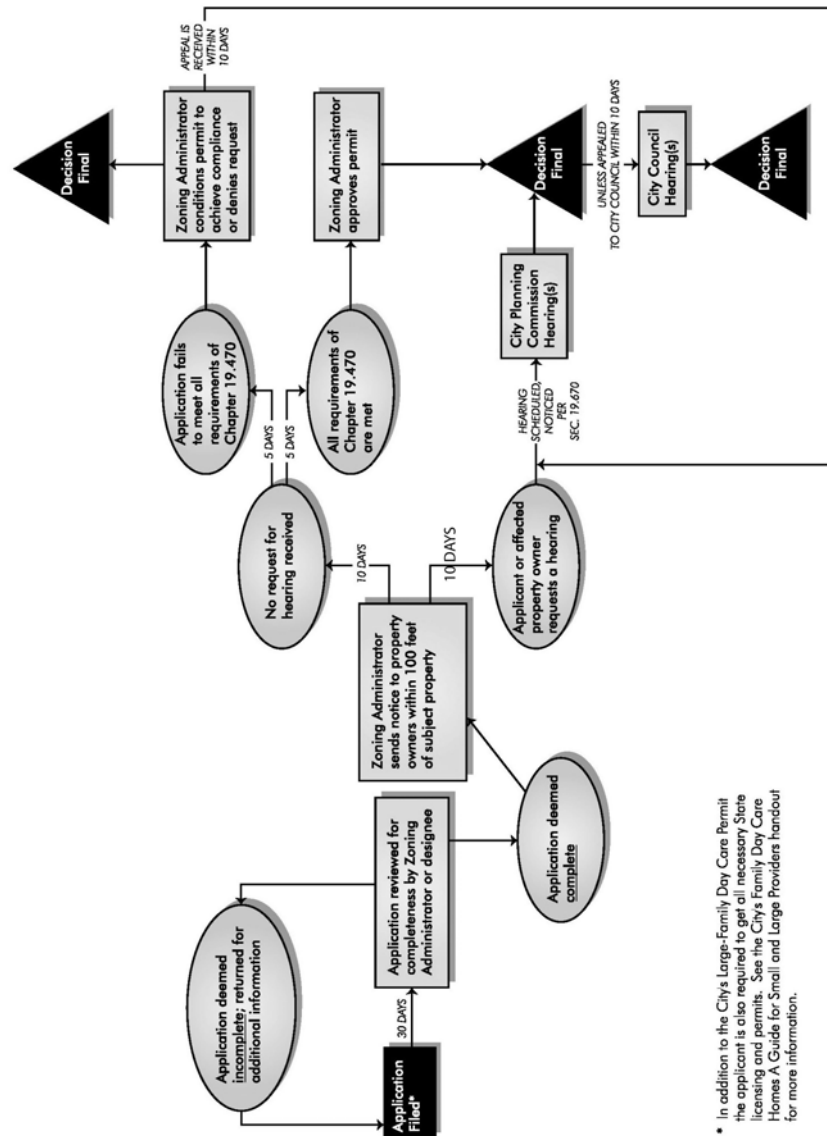 Application
Filed*
30 DAYS
Application deemed
incomplete; returned for
additional information
Application reviewed for
completeness by Zoning
Administrator or designee
Application deemed
complete
Zoning Administrator
sends notice to property
owners within 100 feet
of subject property
10 DAYS
10 DAYS
No request for
hearing received
Applicant or affected
property owner
requests a hearing
5 DAYS
5 DAYS
Application fails
to meet all
requirements of
Chapter 19.470
All requirements of
Chapter 19.470
are met
HEARING
SCHEDULED,
NOTICED
PER
SEC. 19.670
City Planning
Commission
Hearing(s)
Zoning Administrator
conditions permit to
achieve compliance
or denies request
Zoning Administrator
approves permit
APPEAL IS
RECEIVED
WITHIN
10 DAYS
Decision
Final
Decision
Final
UNLESS APPEALED
TO CITY COUNCIL WITHIN 10 DAYS
City Council
Hearing(s)
Decision
Final
* In addition to the City's Large-Family Day Care Permit
the applicant is also required to get all necessary State
licensing and permits. See the City's Family Day Care
Homes A Guide for Small and Large Providers handout
for more information.